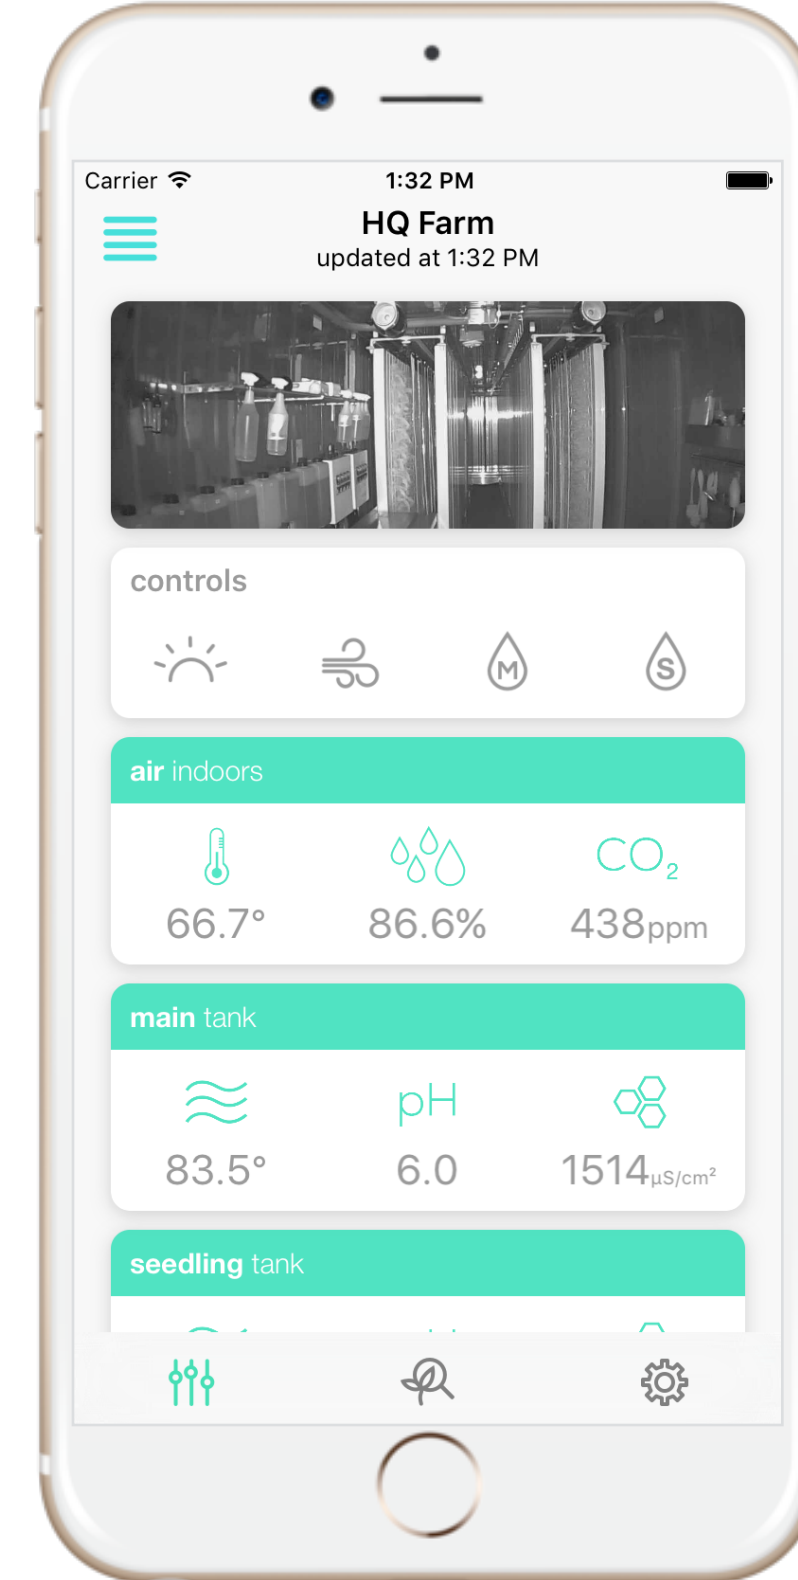 Carrier 1:32 PM
HQ Farm
updated at 1:32 PM
controls
M S
air indoors
CO₂
66.7° 86.6% 438ppm
main tank
pH
83.5° 6.0 1514µS/cm²
seedling tank